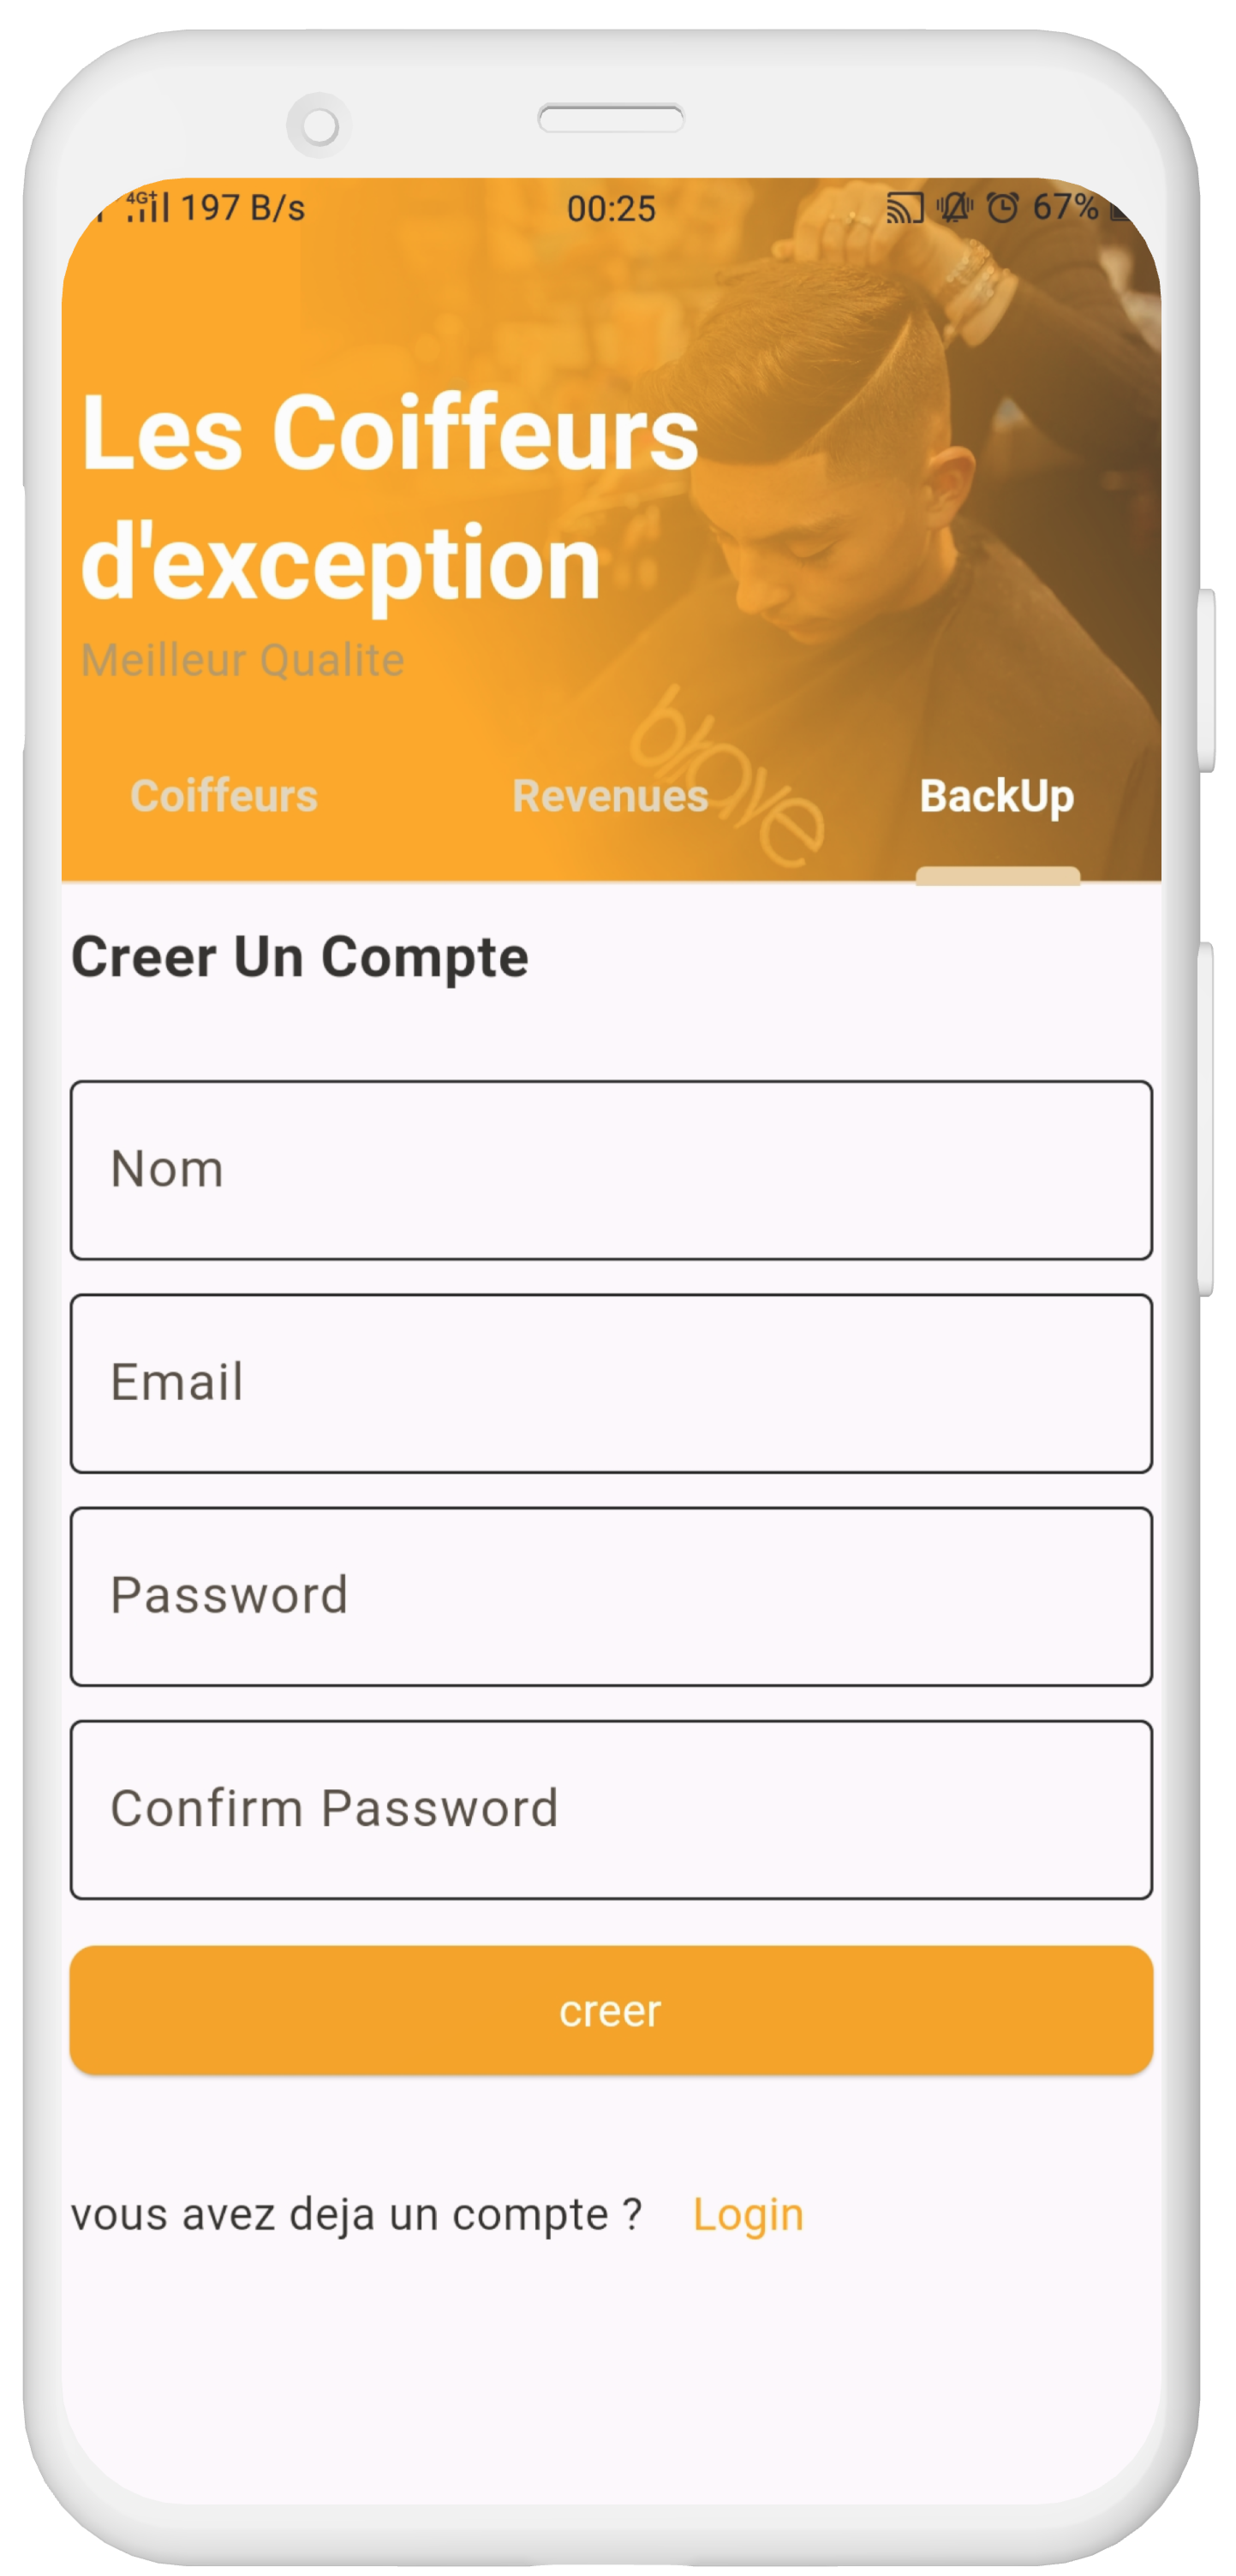 4G+ 197 B/s 00:25 67%
Les Coiffeurs
d'exception
Meilleur Qualite
brave
Coiffeurs Revenues BackUp
Creer Un Compte
Nom
Email
Password
Confirm Password
creer
vous avez deja un compte ? Login